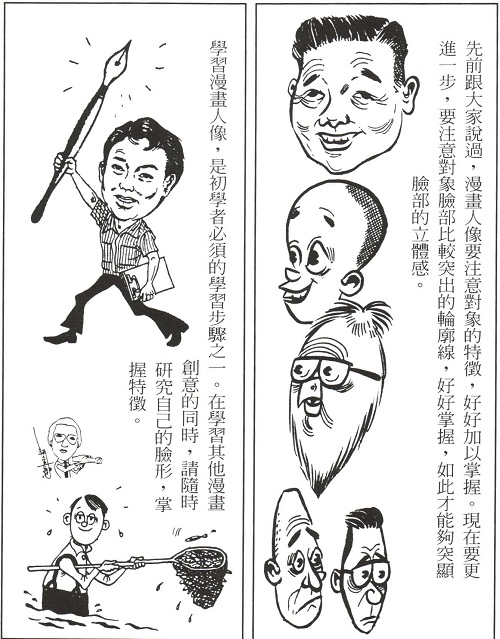 先前跟大家說過，漫畫人像要注意對象的特徵，好好加以掌握。現在要更
進一步，要注意對象臉部比較突出的輪廓線，好好掌握，如此才能夠突顯
臉部的立體感。
學習漫畫人像，是初學者必須的學習步驟之一。在學習其他漫畫
創意的同時，請隨時
研究自己的臉形，掌
握特徵。